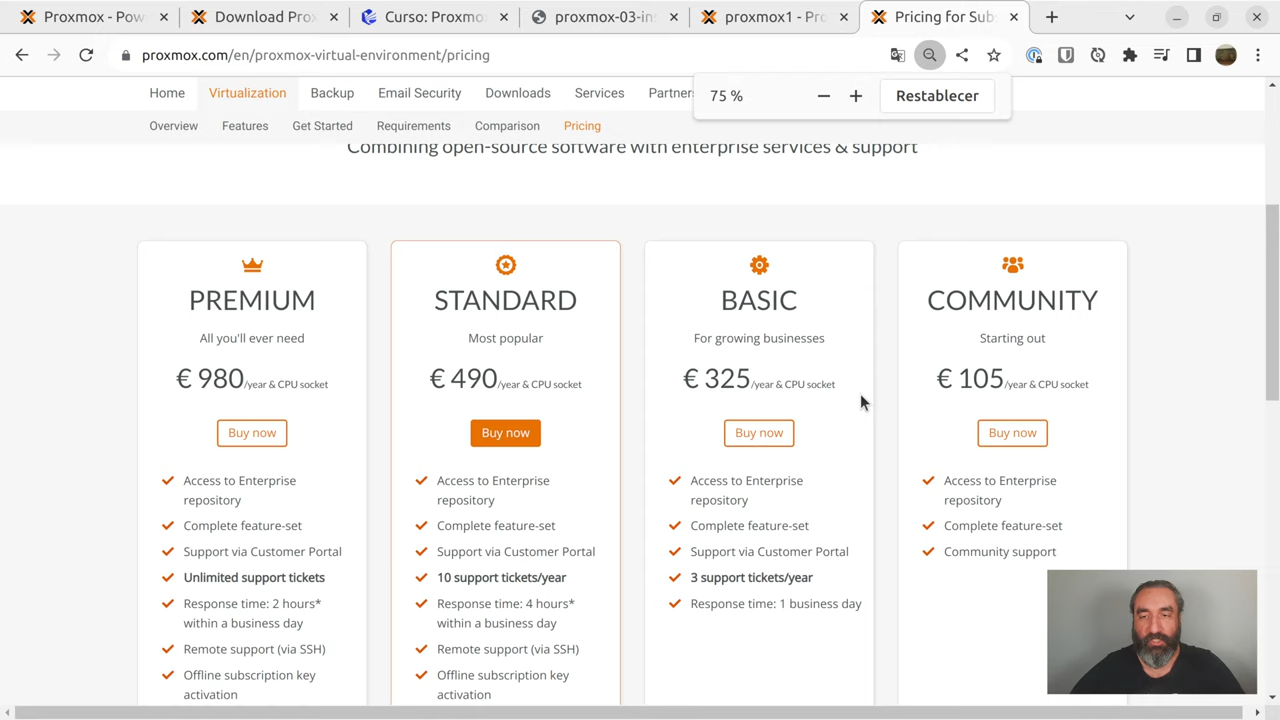 Proxmox - Pow
Download Prox
Curso: Proxmo
proxmox-03-in
proxmox1 - Pro
Pricing for Sub
proxmox.com/en/proxmox-virtual-environment/pricing
75 %
Restablecer
Home
Virtualization
Backup
Email Security
Downloads
Services
Partner
Overview
Features
Get Started
Requirements
Comparison
Pricing
Combining open-source software with enterprise services & support
PREMIUM
All you'll ever need
€ 980/year & CPU socket
Buy now
Access to Enterprise
repository
Complete feature-set
Support via Customer Portal
Unlimited support tickets
Response time: 2 hours*
within a business day
Remote support (via SSH)
Offline subscription key
activation
STANDARD
Most popular
€ 490/year & CPU socket
Buy now
Access to Enterprise
repository
Complete feature-set
Support via Customer Portal
10 support tickets/year
Response time: 4 hours*
within a business day
Remote support (via SSH)
Offline subscription key
activation
BASIC
For growing businesses
€ 325/year & CPU socket
Buy now
Access to Enterprise
repository
Complete feature-set
Support via Customer Portal
3 support tickets/year
Response time: 1 business day
COMMUNITY
Starting out
€ 105/year & CPU socket
Buy now
Access to Enterprise
repository
Complete feature-set
Community support